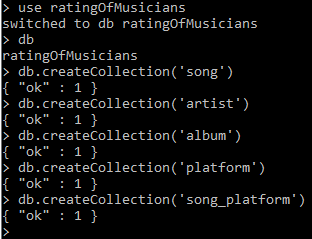 > use ratingOfMusicians
switched to db ratingOfMusicians
> db
ratingOfMusicians
> db.createCollection('song')
{ "ok" : 1 }
> db.createCollection('artist')
{ "ok" : 1 }
> db.createCollection('album')
{ "ok" : 1 }
> db.createCollection('platform')
{ "ok" : 1 }
> db.createCollection('song_platform')
{ "ok" : 1 }
>